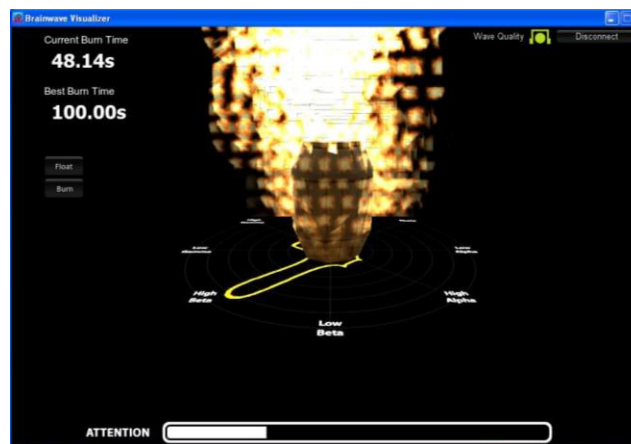 Brainwave Visualizer
Current Burn Time
48.14s
Wave Quality
Disconnect
Best Burn Time
100.00s
Float
Burn
Low
Alpha
High
Beta
High
Alpha
Low
Beta
ATTENTION